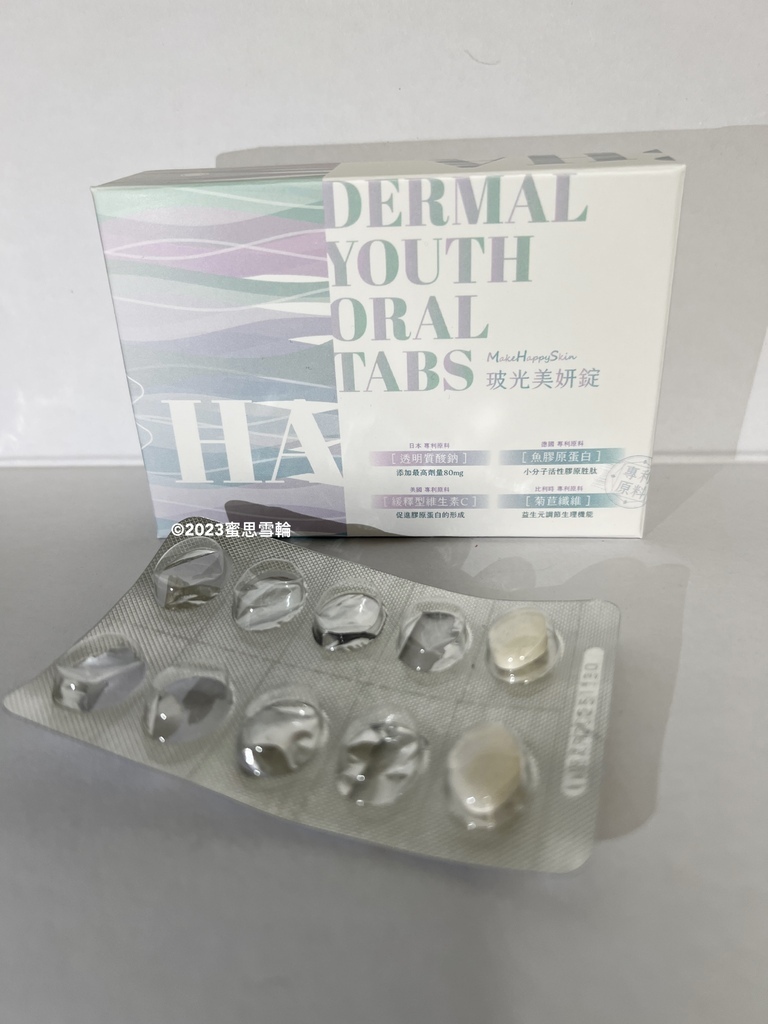 DERMAL
YOUTH
ORAL
TABS
MakeHappySkin
玻光美妍錠
HA
日本 專利原料
[透明質酸鈉]
添加最高劑量80mg
德國 專利原料
[魚膠原蛋白]
小分子活性膠原胜肽
美國 專利原料
[緩釋型維生素C]
促進膠原蛋白的形成
比利時 專利原料
[菊苣纖維]
益生元調節生理機能
專利
原料
©2023蜜思雪輪